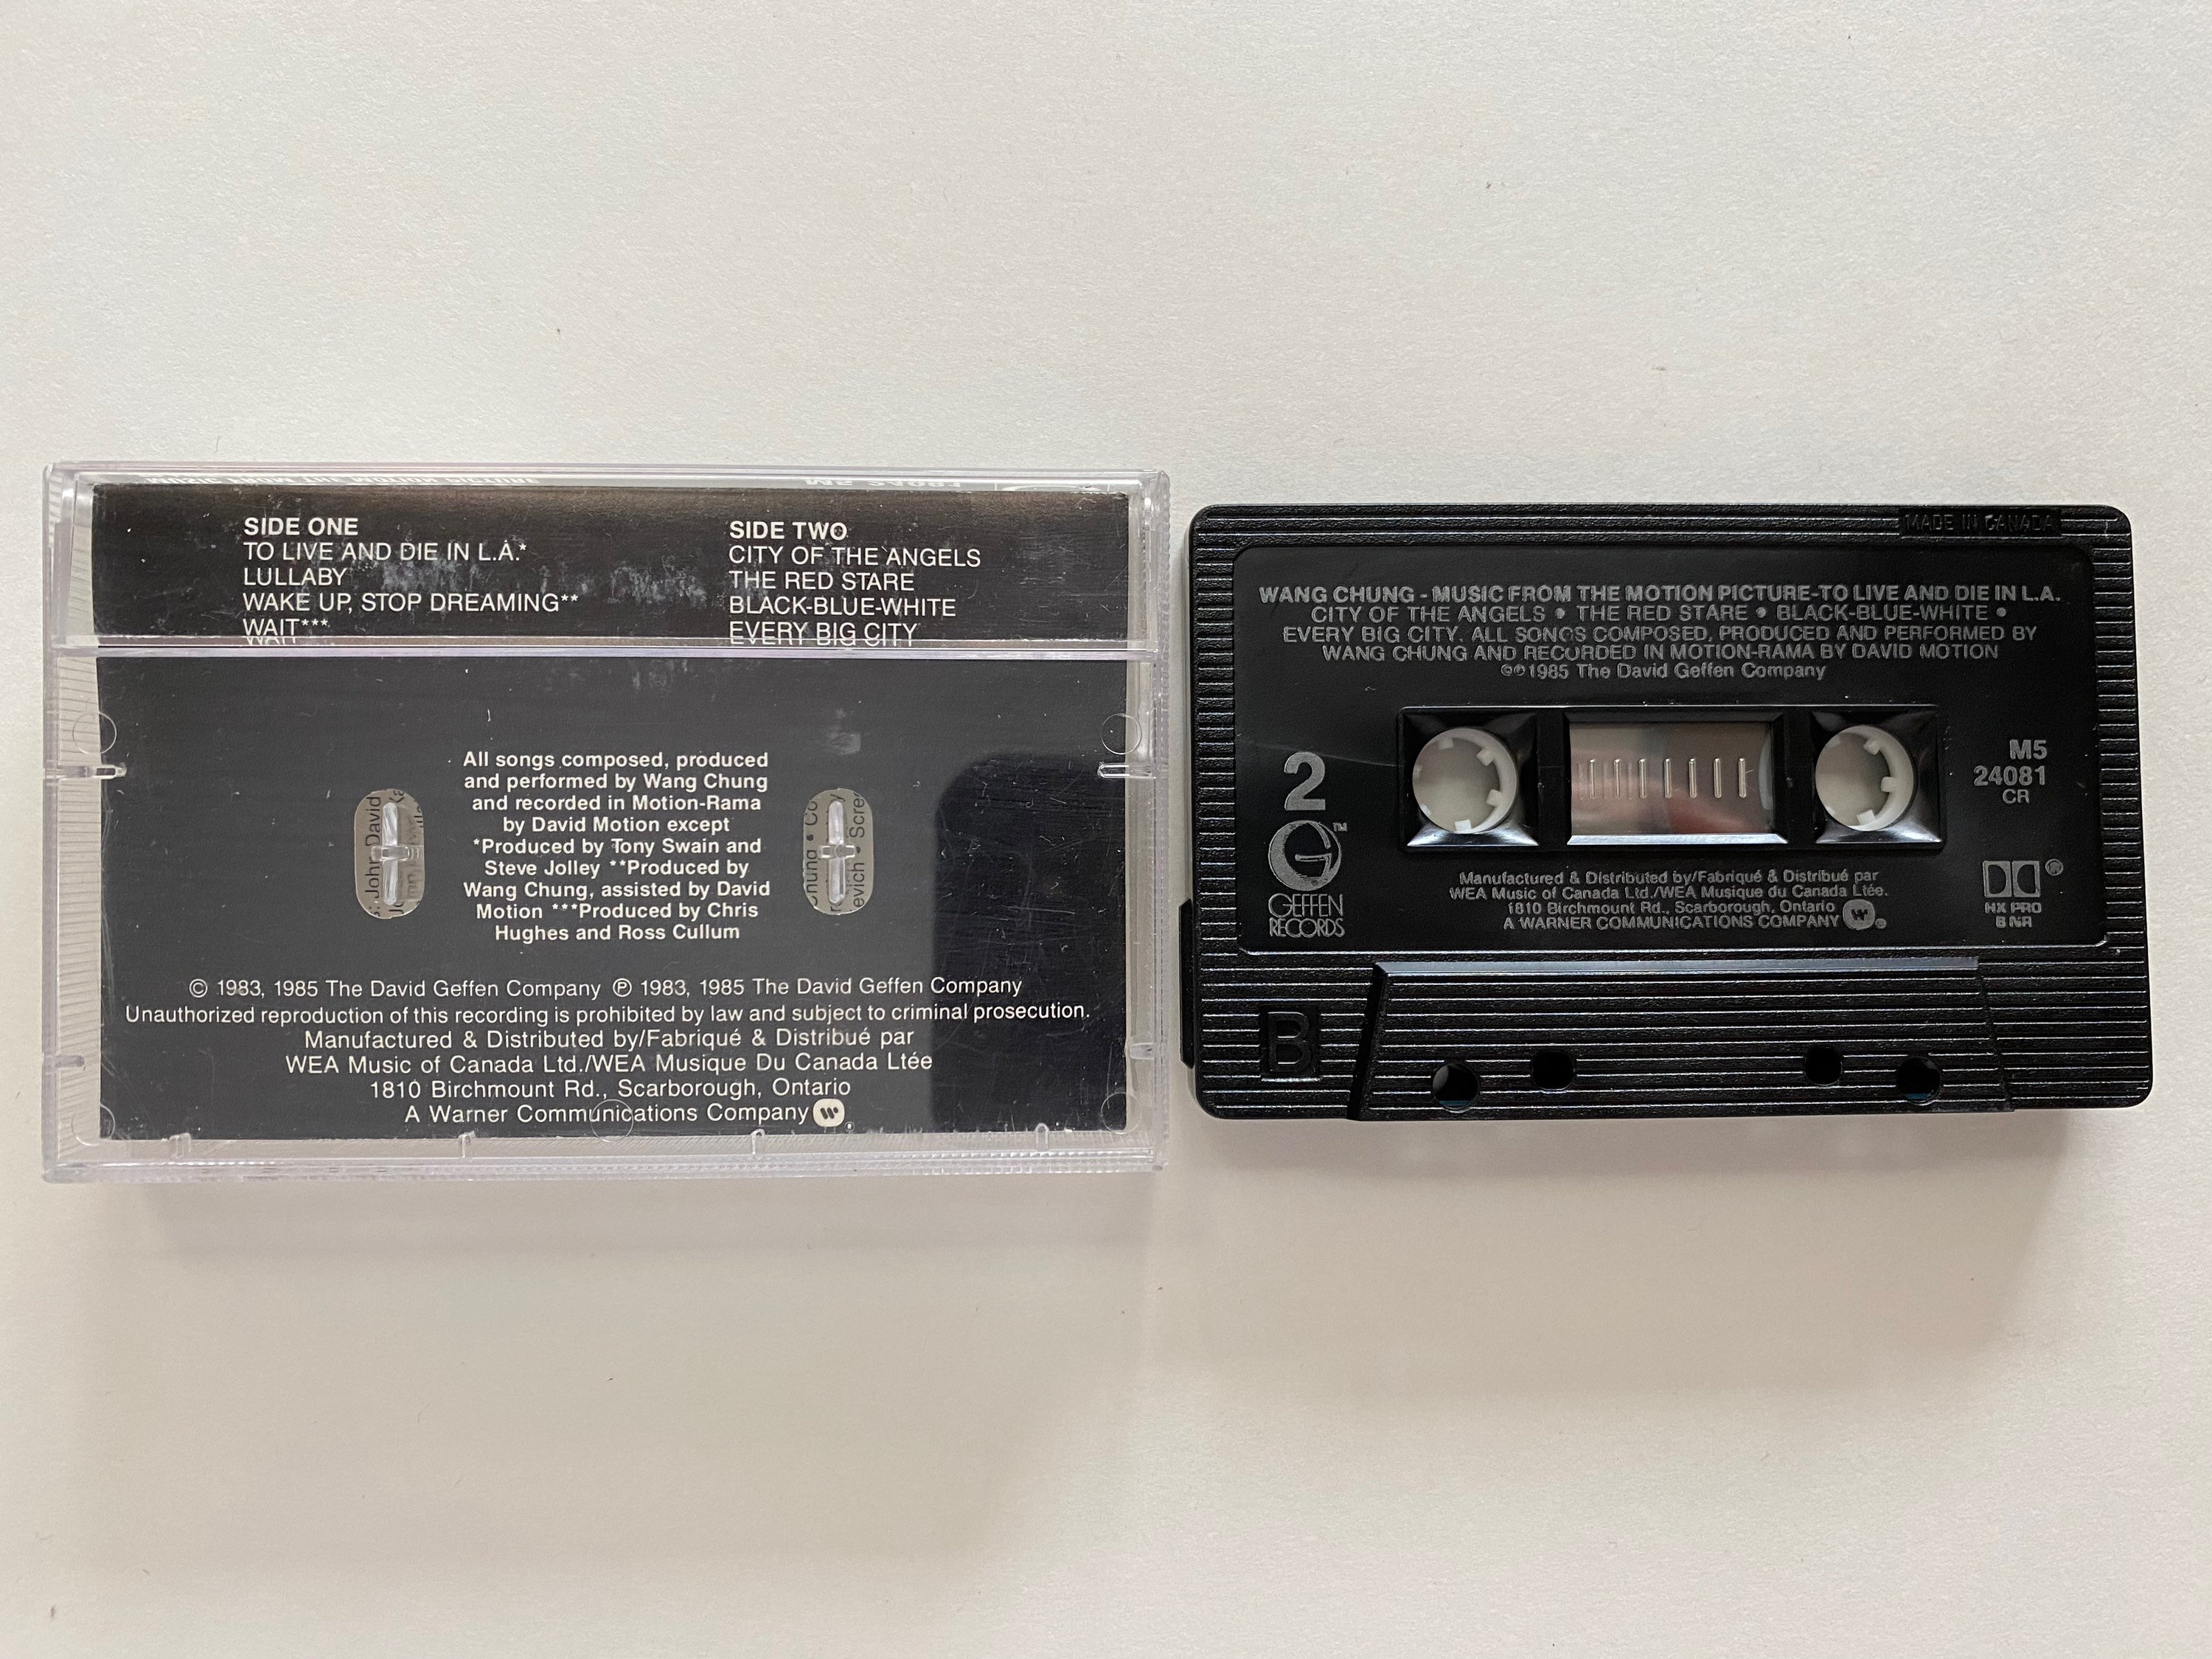 SIDE ONE
TO LIVE AND DIE IN L.A.*
LULLABY
WAKE UP, STOP DREAMING**
WAIT***
SIDE TWO
CITY OF THE ANGELS
THE RED STARE
BLACK-BLUE-WHITE
EVERY BIG CITY
All songs composed, produced
and performed by Wang Chung
and recorded in Motion-Rama
by David Motion except
*Produced by Tony Swain and
Steve Jolley **Produced by
Wang Chung, assisted by David
Motion ***Produced by Chris
Hughes and Ross Cullum
John David
© 1983, 1985 The David Geffen Company ℗ 1983, 1985 The David Geffen Company
Unauthorized reproduction of this recording is prohibited by law and subject to criminal prosecution.
Manufactured & Distributed by/Fabriqué & Distribué par
WEA Music of Canada Ltd./WEA Musique Du Canada Ltée
1810 Birchmount Rd., Scarborough, Ontario
A Warner Communications Company
MADE IN CANADA
WANG CHUNG - MUSIC FROM THE MOTION PICTURE-TO LIVE AND DIE IN L.A.
CITY OF THE ANGELS • THE RED STARE • BLACK-BLUE-WHITE •
EVERY BIG CITY. ALL SONGS COMPOSED, PRODUCED AND PERFORMED BY
WANG CHUNG AND RECORDED IN MOTION-RAMA BY DAVID MOTION
©℗1985 The David Geffen Company
2
GEFFEN
RECORDS
TM
M5
24081
CR
Manufactured & Distributed by/Fabriqué & Distribué par
WEA Music of Canada Ltd./WEA Musique du Canada Ltée.
1810 Birchmount Rd., Scarborough, Ontario
A WARNER COMMUNICATIONS COMPANY
HX PRO
B NR
B